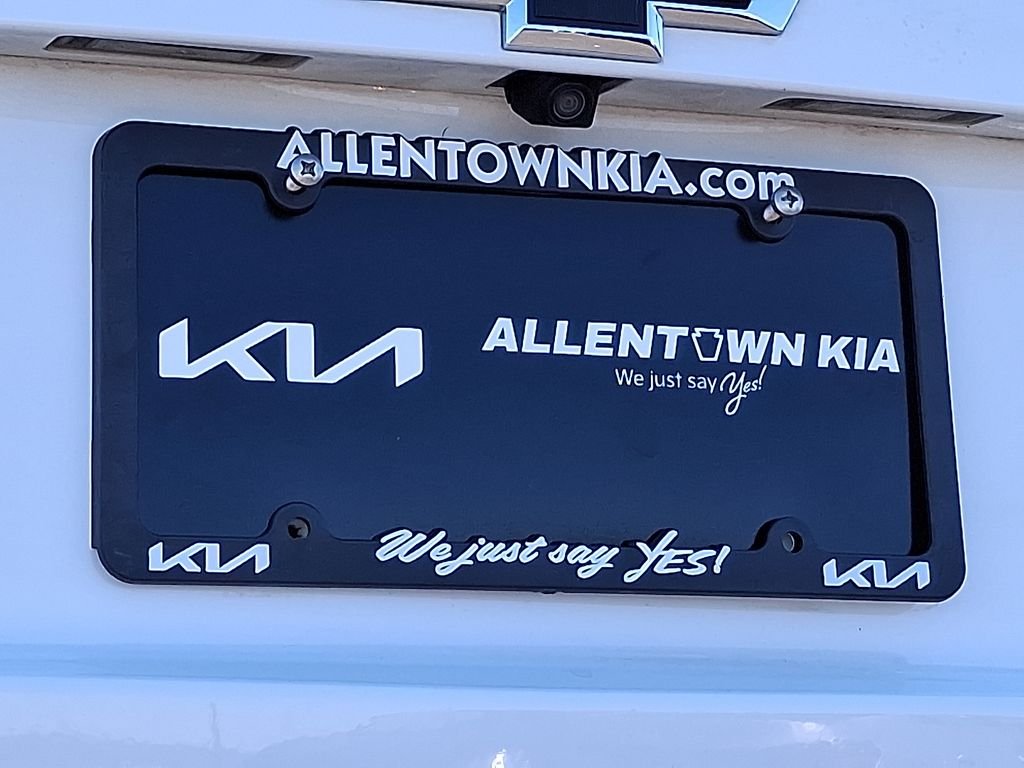 ALLENTOWNKIA.com
KIA
ALLENTOWN KIA
We just say Yes!
We just say YES!
KIA
KIA